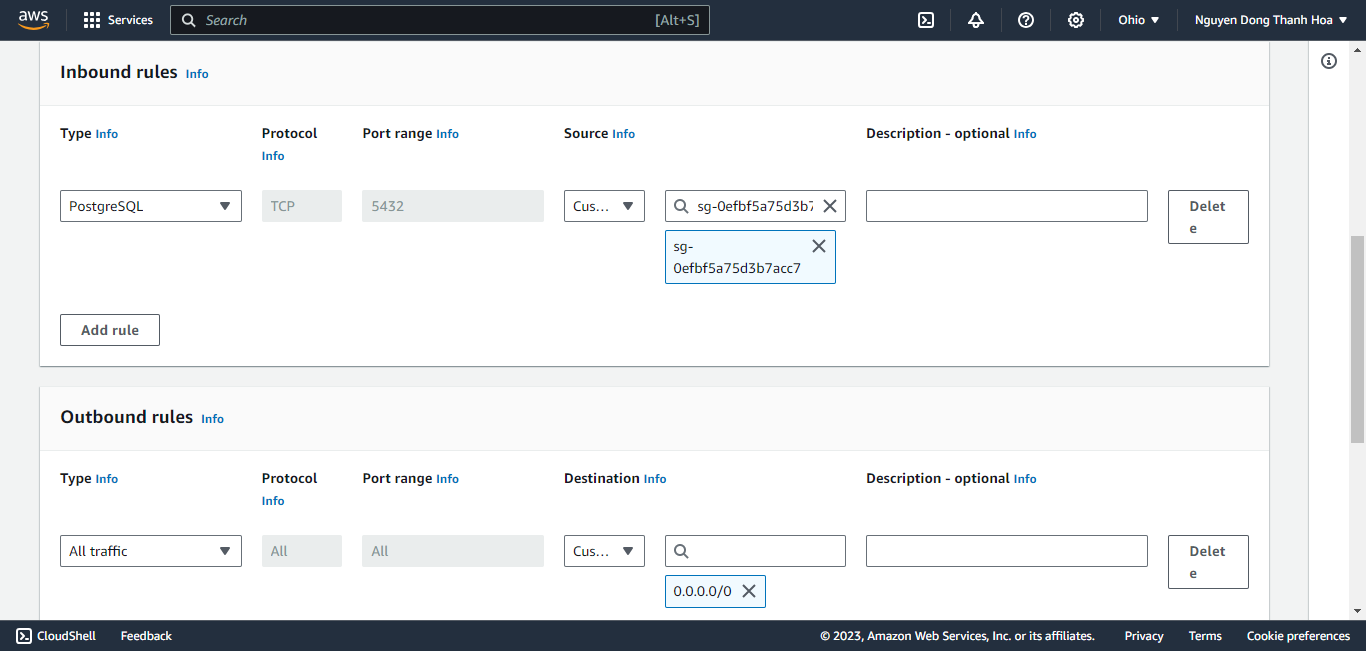 aws Services Search [Alt+S] Ohio Nguyen Dong Thanh Hoa
Inbound rules Info
Type Info Protocol Port range Info Source Info Description - optional Info
Info
PostgreSQL TCP 5432 Cus... sg-0efbf5a75d3b7 Delet
e
sg-
0efbf5a75d3b7acc7
Add rule
Outbound rules Info
Type Info Protocol Port range Info Destination Info Description - optional Info
Info
All traffic All All Cus... Delet
e
0.0.0.0/0
CloudShell Feedback © 2023, Amazon Web Services, Inc. or its affiliates. Privacy Terms Cookie preferences